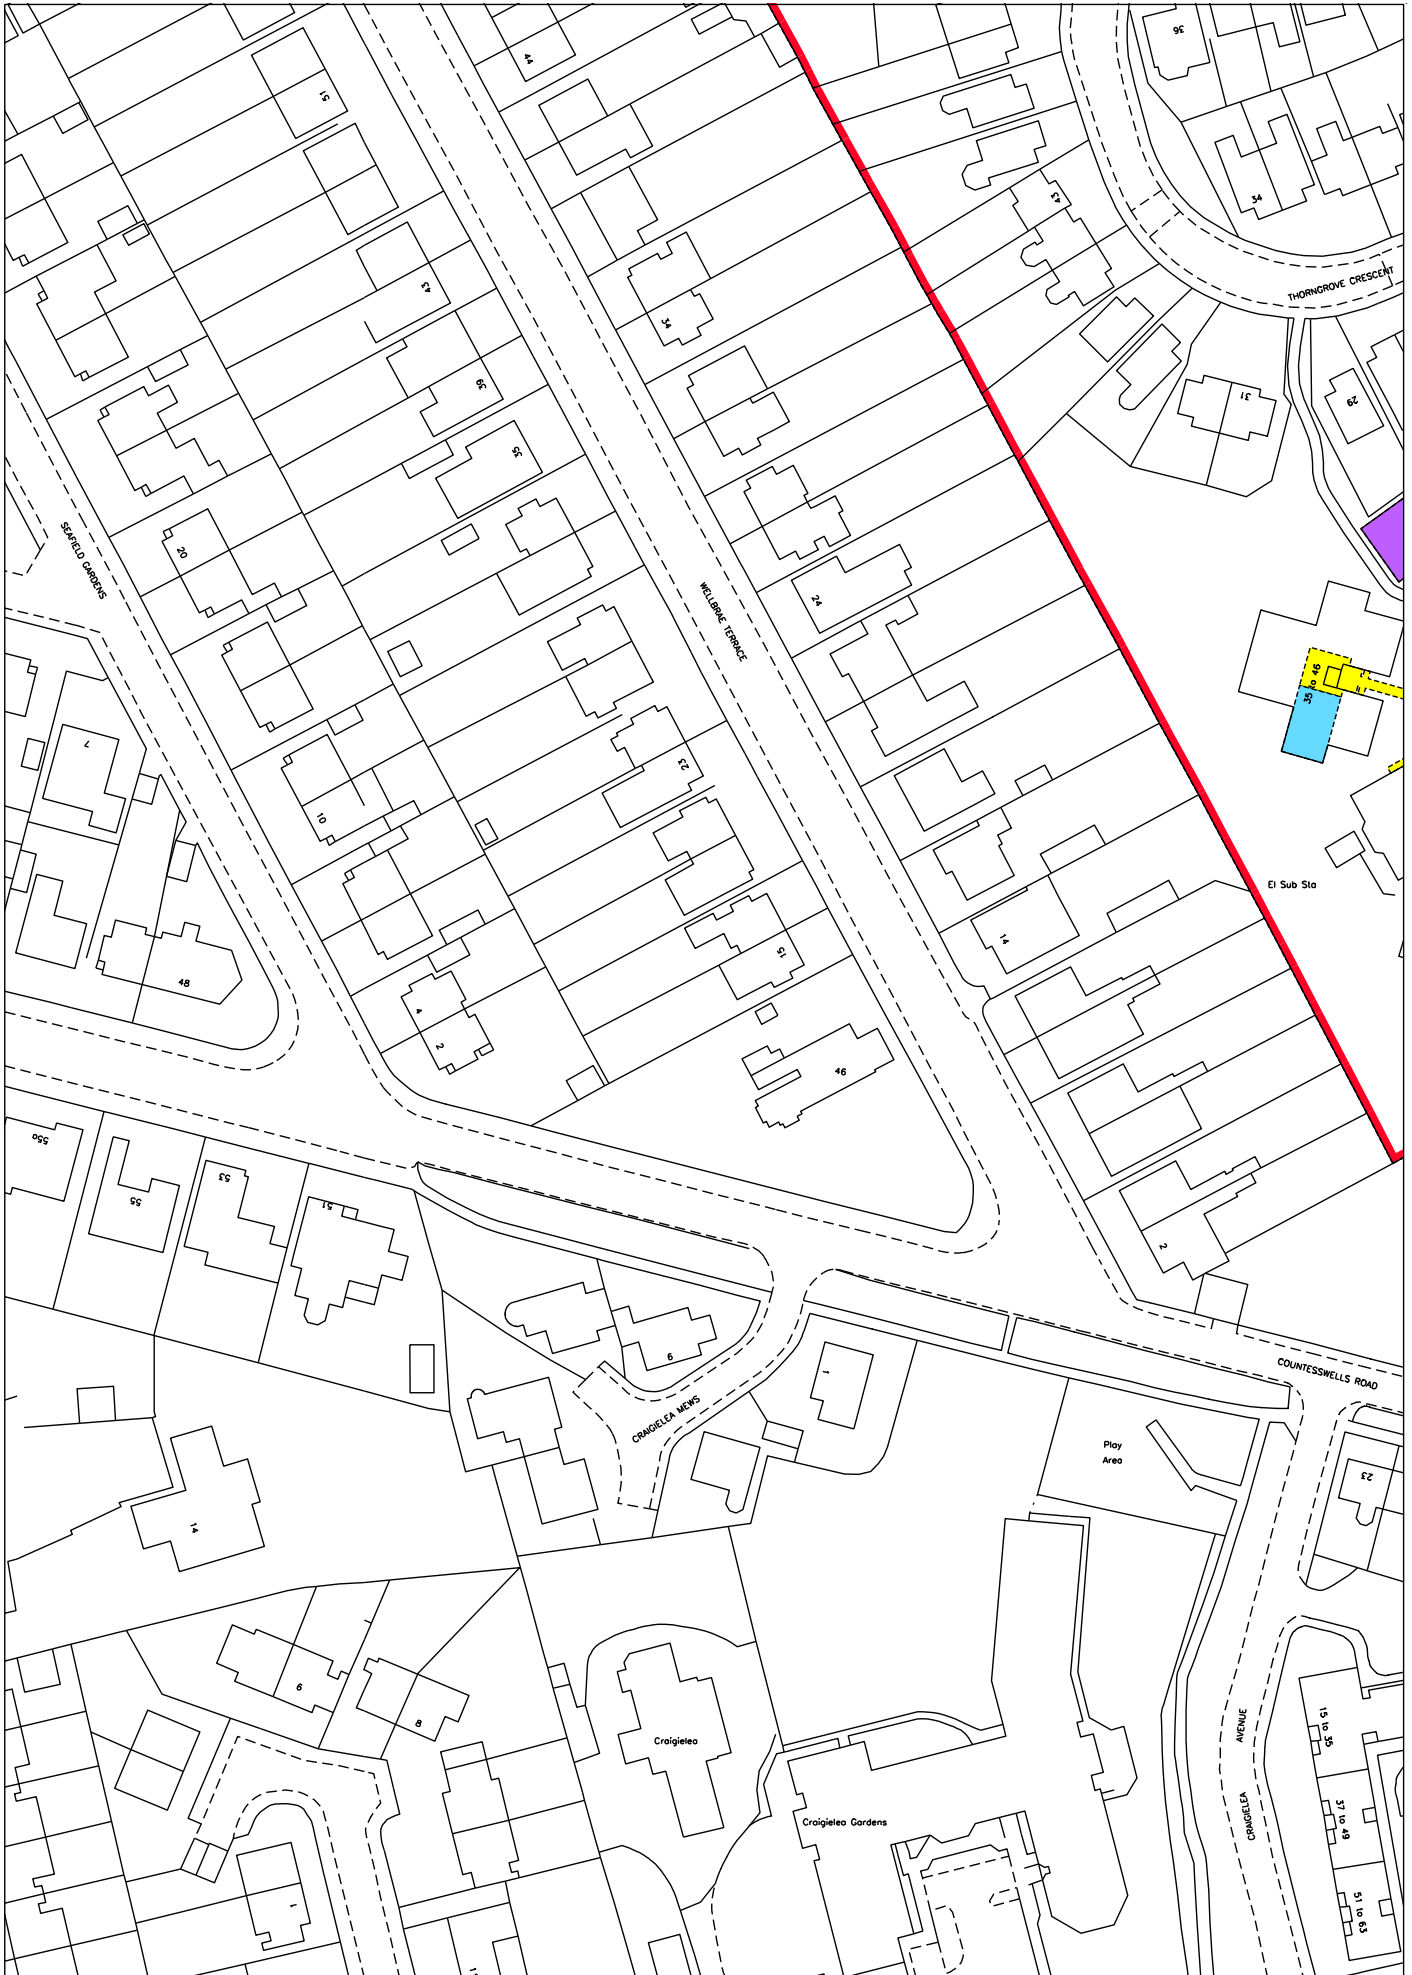 44
51
36
34
43
THORNGROVE CRESCENT
43
34
39
31
29
35
SEAFIELD GARDENS
20
WELLBRAE TERRACE
24
35 to 46
7
23
10
El Sub Sta
14
15
48
4
2
46
55a
55
53
51
2
6
1
COUNTESSWELLS ROAD
CRAIGIELEA MEWS
Play
Area
23
14
6
8
Craigielea
CRAIGIELEA AVENUE
15 to 35
37 to 49
51 to 63
Craigielea Gardens
1